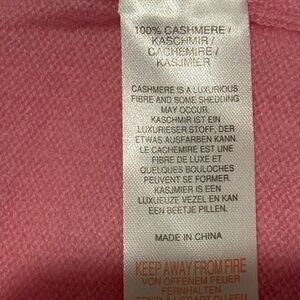 100% CASHMERE /
KASCHMIR /
CACHEMIRE /
KASJMIER
CASHMERE IS A LUXURIOUS
FIBRE AND SOME SHEDDING
MAY OCCUR.
KASCHMIR IST EIN
LUXURIESER STOFF, DER
ETWAS AUSFARBEN KANN.
LE CACHEMIRE EST UNE
FIBRE DE LUXE ET
QUELQUES BOULOCHES
PEUVENT SE FORMER.
KASJMIER IS EEN
LUXUEUZE VEZEL EN KAN
EEN BEETJE PILLEN.
MADE IN CHINA
KEEP AWAY FROM FIRE
VON OFFENEM FEUER
FERNHALTEN